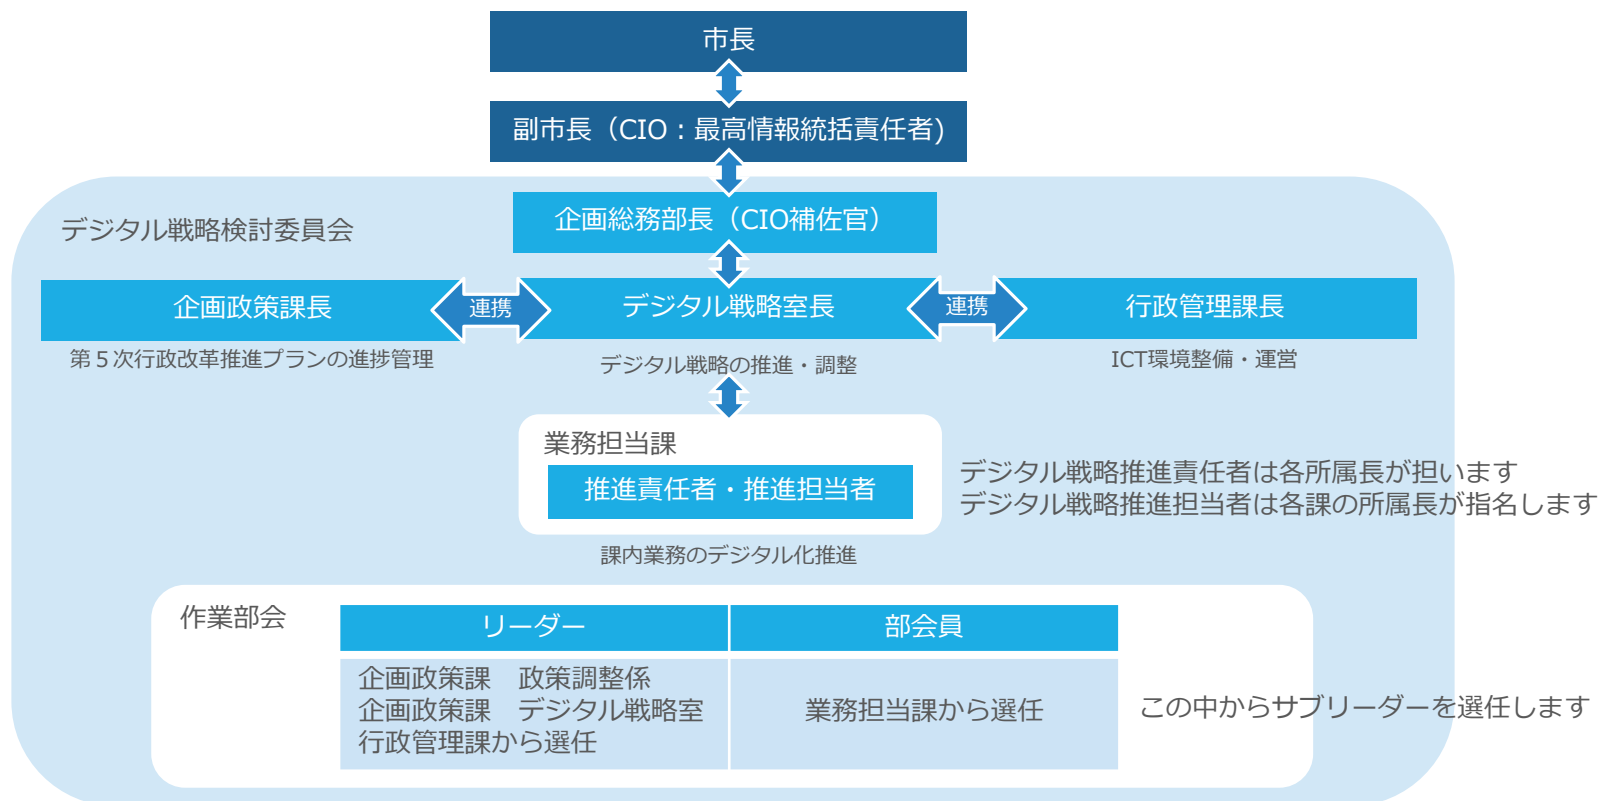 市長
副市長（CIO：最高情報統括責任者)
企画総務部長（CIO補佐官）
デジタル戦略検討委員会
企画政策課長
連携
デジタル戦略室長
連携
行政管理課長
第５次行政改革推進プランの進捗管理
デジタル戦略の推進・調整
ICT環境整備・運営
業務担当課
推進責任者・推進担当者
デジタル戦略推進責任者は各所属長が担います
デジタル戦略推進担当者は各課の所属長が指名します
課内業務のデジタル化推進
作業部会
リーダー
部会員
企画政策課　政策調整係
企画政策課　デジタル戦略室
行政管理課から選任
業務担当課から選任
この中からサブリーダーを選任します